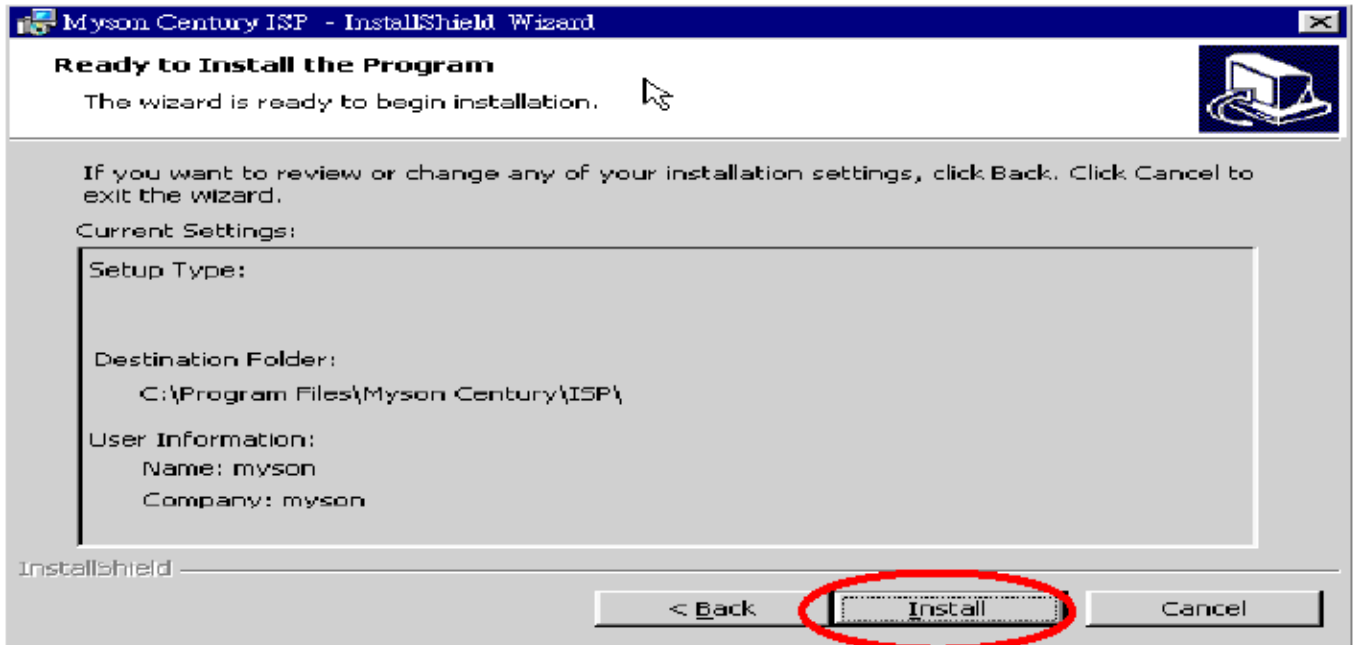 Myson Century ISP - InstallShield Wizard
Ready to Install the Program
The wizard is ready to begin installation.
If you want to review or change any of your installation settings, click Back. Click Cancel to
exit the wizard.
Current Settings:
Setup Type:
Destination Folder:
C:\Program Files\Myson Century\ISP\
User Information:
Name: myson
Company: myson
InstallShield
< Back
Install
Cancel